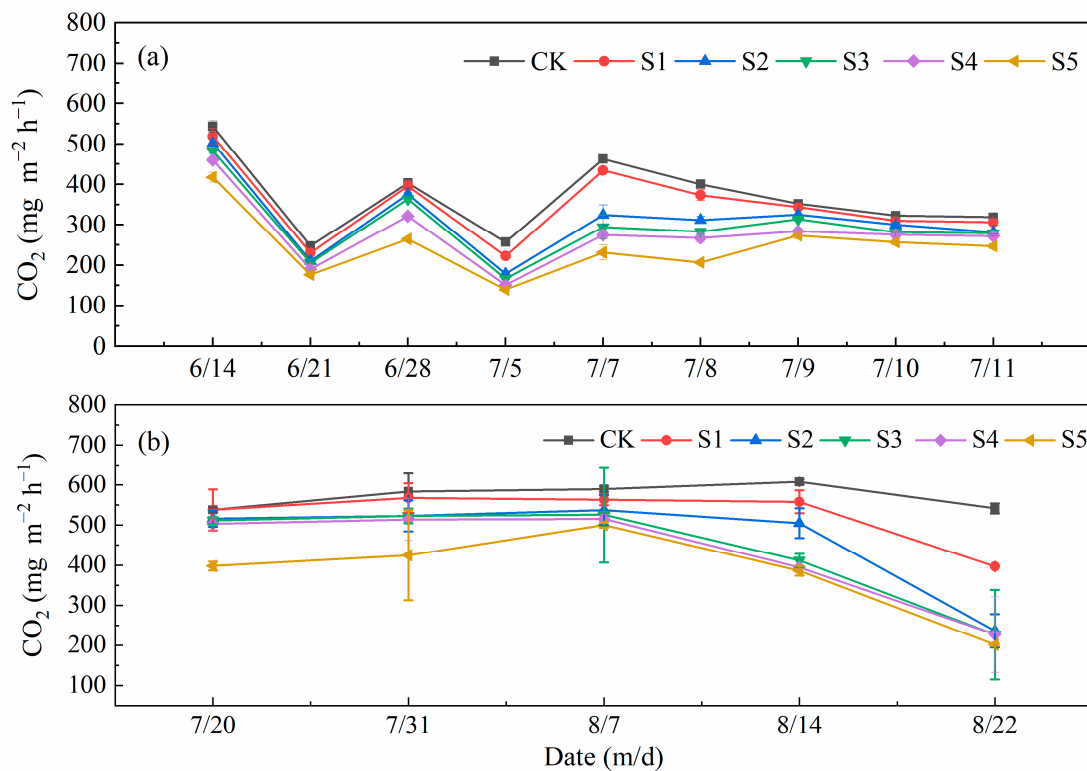 (a)
CK S1 S2 S3 S4 S5
CO₂ (mg m⁻² h⁻¹)
800
700
600
500
400
300
200
100
0
6/14 6/21 6/28 7/5 7/7 7/8 7/9 7/10 7/11
(b)
CK S1 S2 S3 S4 S5
CO₂ (mg m⁻² h⁻¹)
800
700
600
500
400
300
200
100
7/20 7/31 8/7 8/14 8/22
Date (m/d)